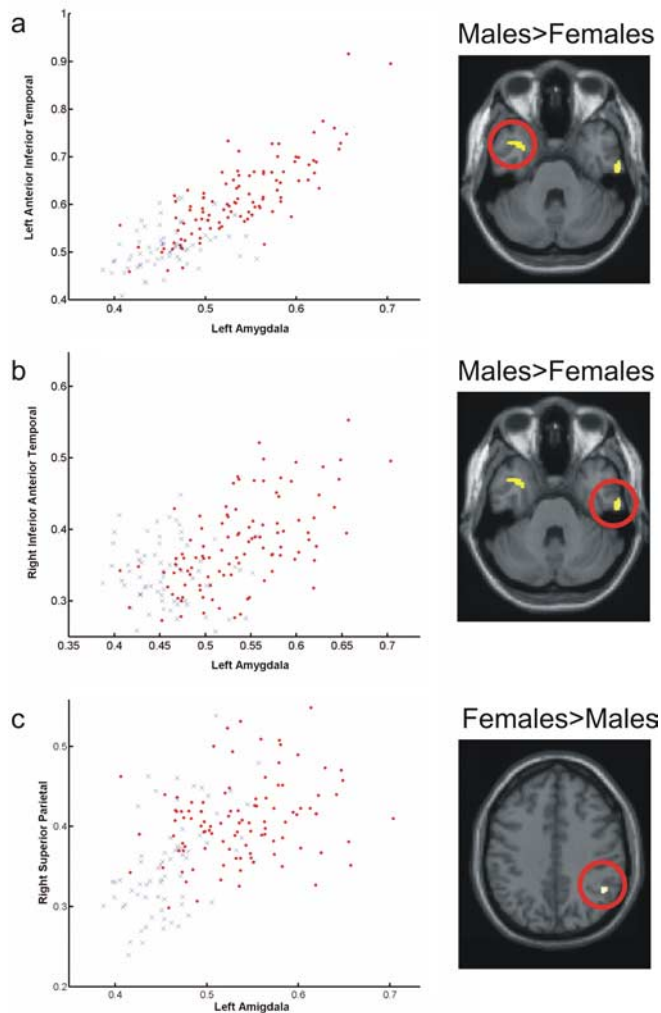 a
Males>Females
1
0.9
0.8
0.7
0.6
0.5
0.4
Left Anterior Inferior Temporal
0.4 0.5 0.6 0.7
Left Amygdala
b
Males>Females
0.6
0.5
0.4
0.3
Right Inferior Anterior Temporal
0.35 0.4 0.45 0.5 0.55 0.6 0.65 0.7
Left Amygdala
c
Females>Males
0.5
0.4
0.3
0.2
Right Superior Parietal
0.4 0.5 0.6 0.7
Left Amigdala